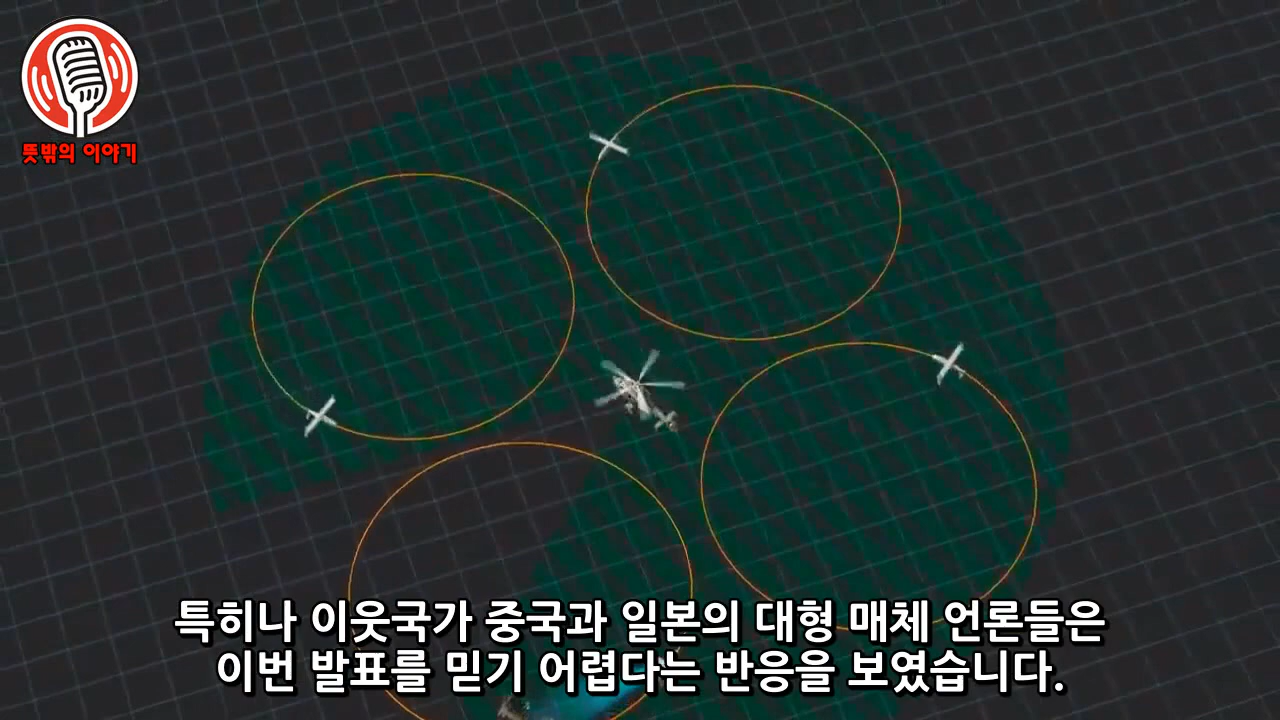 뜻밖의 이야기
특히나 이웃국가 중국과 일본의 대형 매체 언론들은
이번 발표를 믿기 어렵다는 반응을 보였습니다.